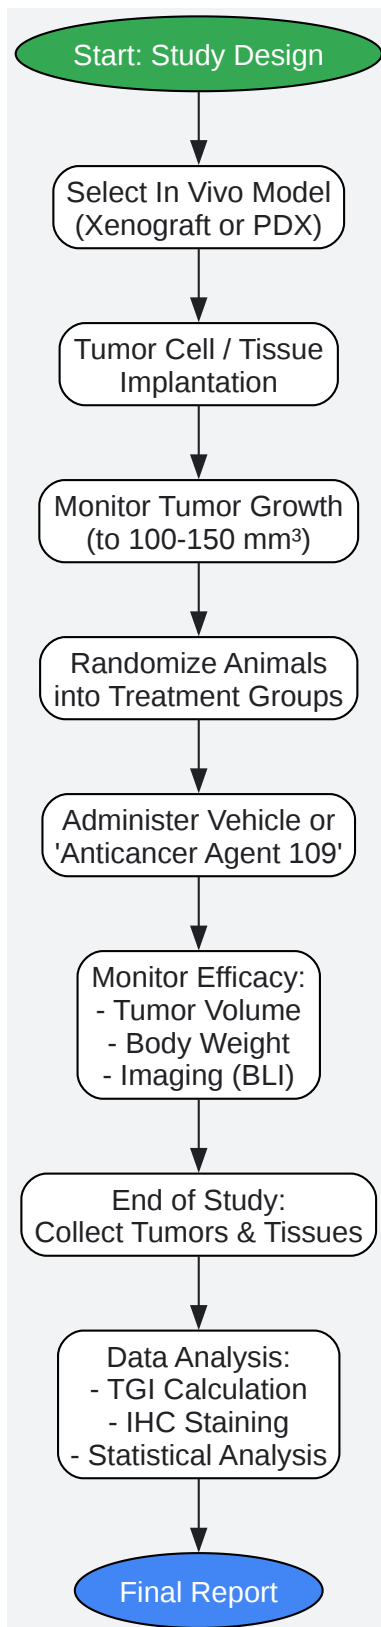 Start: Study Design
Select In Vivo Model
(Xenograft or PDX)
Tumor Cell / Tissue
Implantation
Monitor Tumor Growth
(to 100-150 mm³)
Randomize Animals
into Treatment Groups
Administer Vehicle or
'Anticancer Agent 109'
Monitor Efficacy:
- Tumor Volume
- Body Weight
- Imaging (BLI)
End of Study:
Collect Tumors & Tissues
Data Analysis:
- TGI Calculation
- IHC Staining
- Statistical Analysis
Final Report